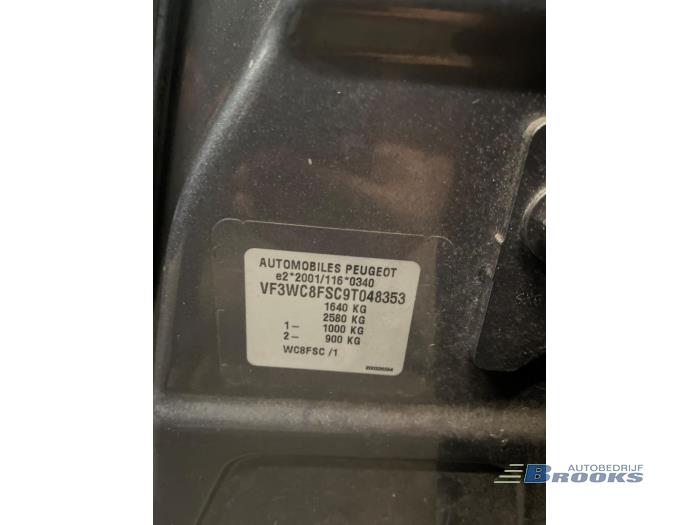 AUTOMOBILES PEUGEOT
e2*2001/116*0340
VF3WC8FSC9T048353
1640 KG
2580 KG
1- 1000 KG
2- 900 KG
WC8FSC /1
AUTOBEDRIJF
BROOKS